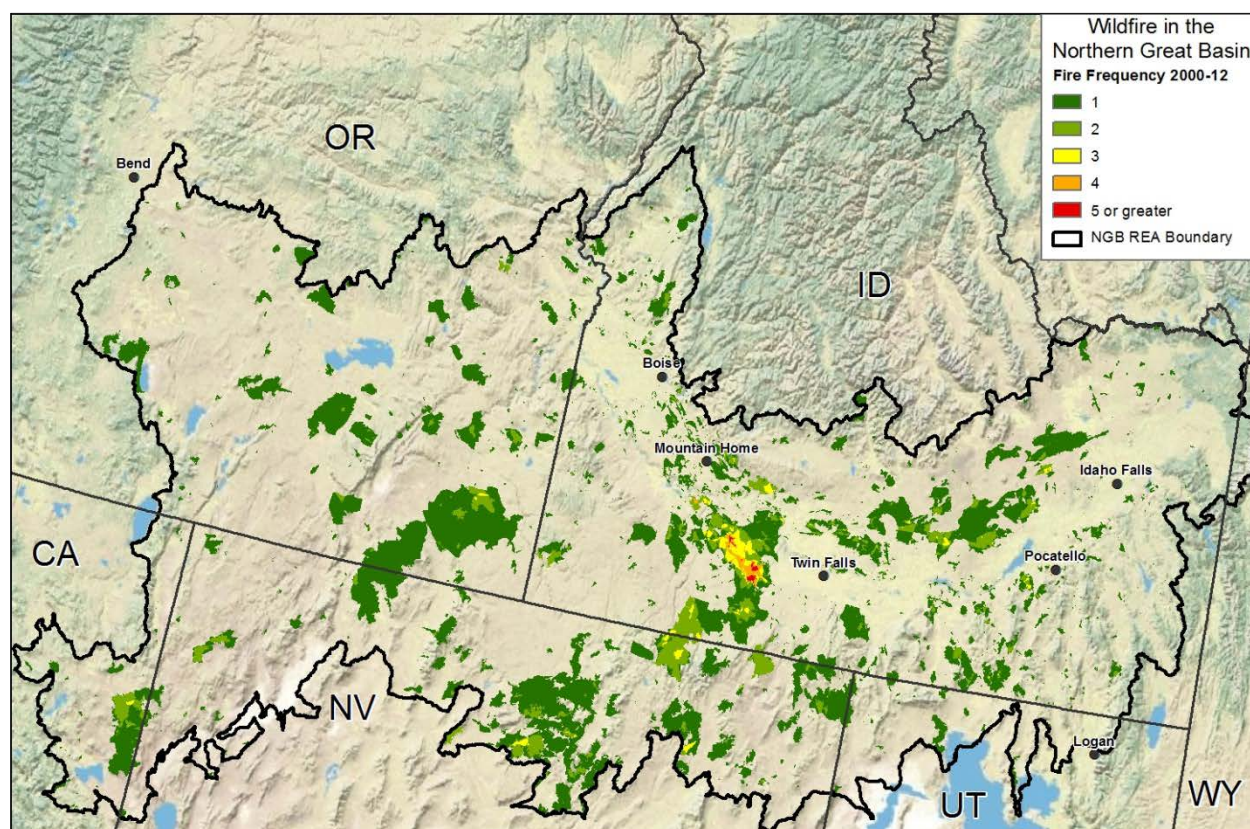 Wildfire in the
Northern Great Basin
Fire Frequency 2000-12
1
2
3
4
5 or greater
NGB REA Boundary
OR
Bend
ID
Boise
Mountain Home
Idaho Falls
CA
Twin Falls
Pocatello
NV
Logan
UT
WY